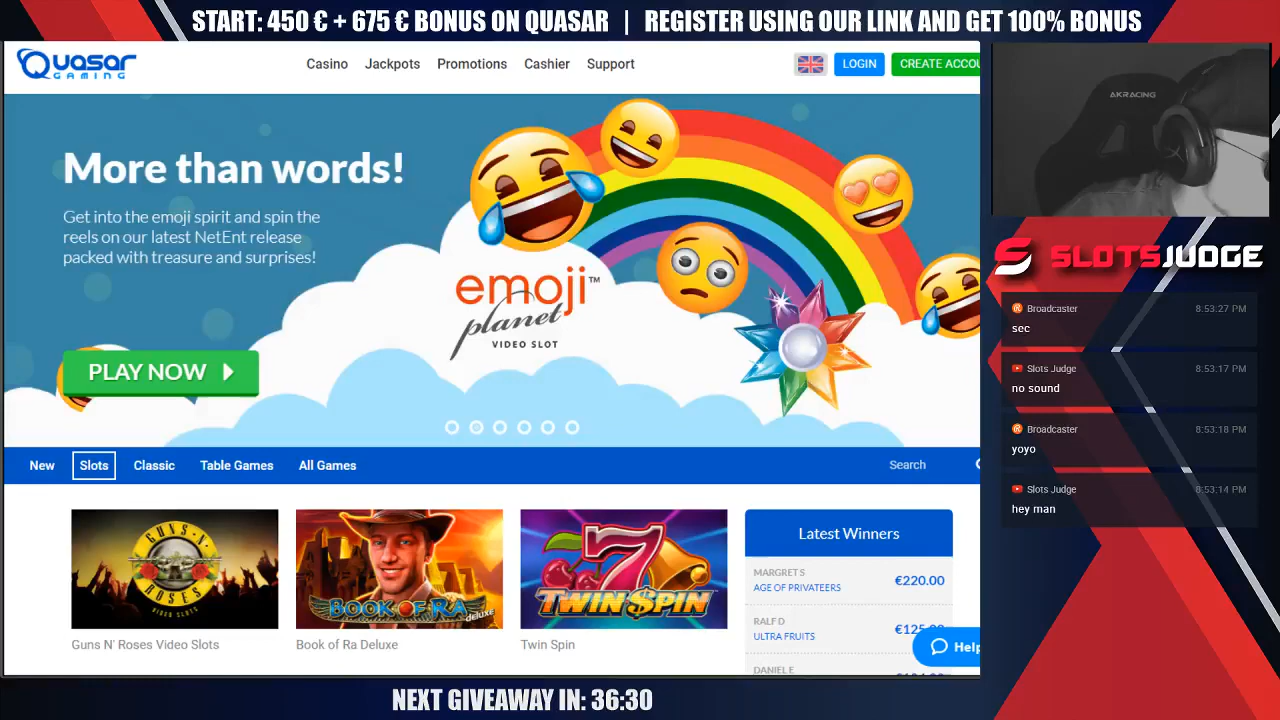 START: 450 € + 675 € BONUS ON QUASAR | REGISTER USING OUR LINK AND GET 100% BONUS
Quasar
GAMING
Casino Jackpots Promotions Cashier Support
LOGIN
CREATE ACCOU
More than words!
Get into the emoji spirit and spin the
reels on our latest NetEnt release
packed with treasure and surprises!
emoji™
planet
VIDEO SLOT
PLAY NOW
New Slots Classic Table Games All Games
Search
GUNS N' ROSES
VIDEO SLOTS
Guns N' Roses Video Slots
BOOK OF RA
deluxe
Book of Ra Deluxe
7
TWIN SPIN
Twin Spin
Latest Winners
MARGRET S
AGE OF PRIVATEERS
€220.00
RALF D
ULTRA FRUITS
€125.00
DANIEL E
Help
AKRACING
SLOTSJUDGE
Broadcaster 8:53:27 PM
sec
Slots Judge 8:53:17 PM
no sound
Broadcaster 8:53:18 PM
yoyo
Slots Judge 8:53:14 PM
hey man
NEXT GIVEAWAY IN: 36:30